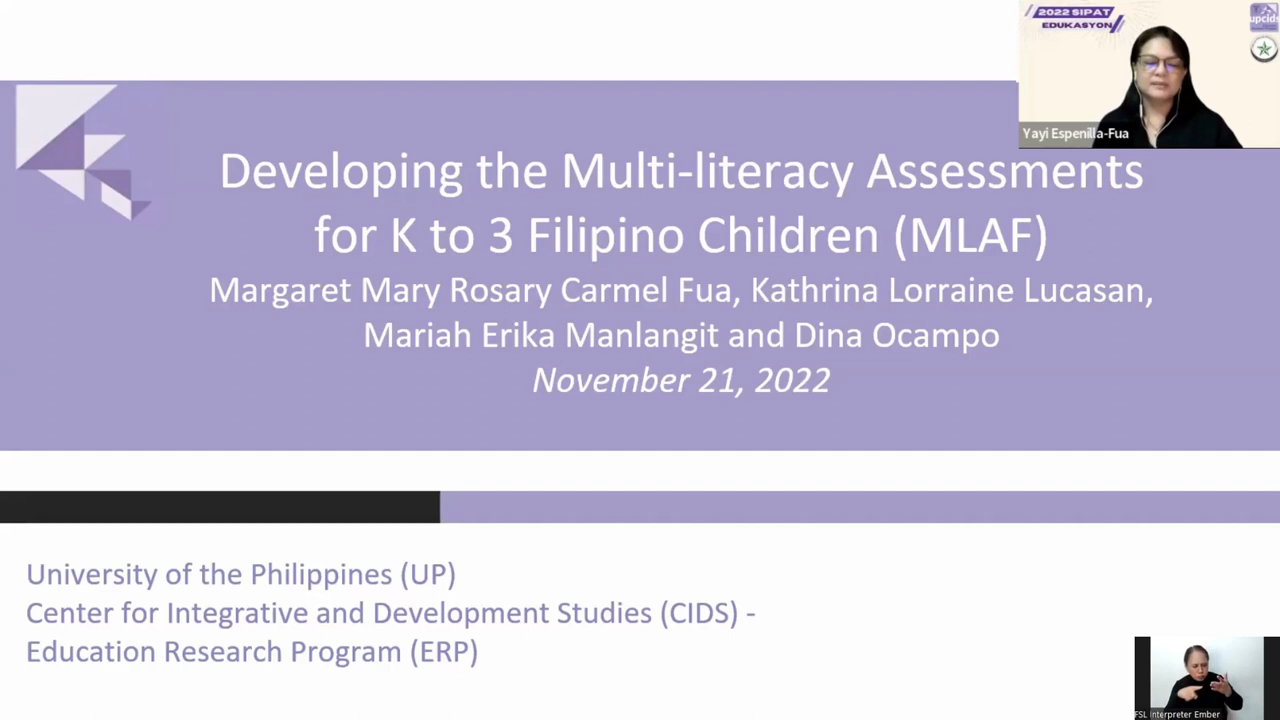 2022 SIPAT
EDUKASYON
upcids
Yayi Espenilla-Fua
Developing the Multi-literacy Assessments
for K to 3 Filipino Children (MLAF)
Margaret Mary Rosary Carmel Fua, Kathrina Lorraine Lucasan,
Mariah Erika Manlangit and Dina Ocampo
November 21, 2022
University of the Philippines (UP)
Center for Integrative and Development Studies (CIDS) -
Education Research Program (ERP)
FSL Interpreter Ember